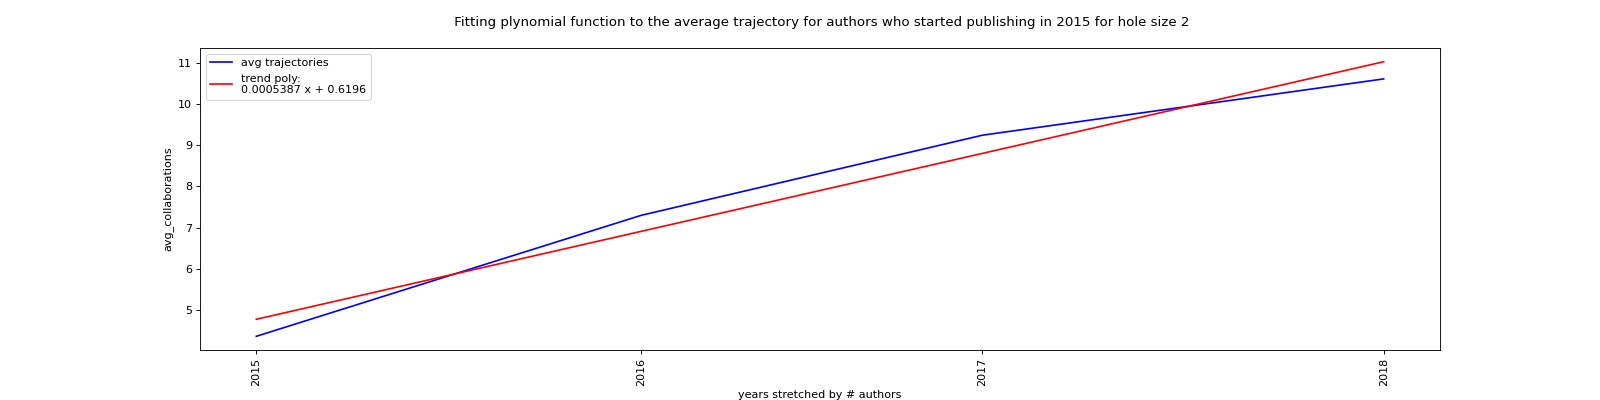 Fitting plynomial function to the average trajectory for authors who started publishing in 2015 for hole size 2
avg trajectories
trend poly:
0.0005387 x + 0.6196
11
10
9
8
7
6
5
avg_collaborations
2015
2016
2017
2018
years stretched by # authors